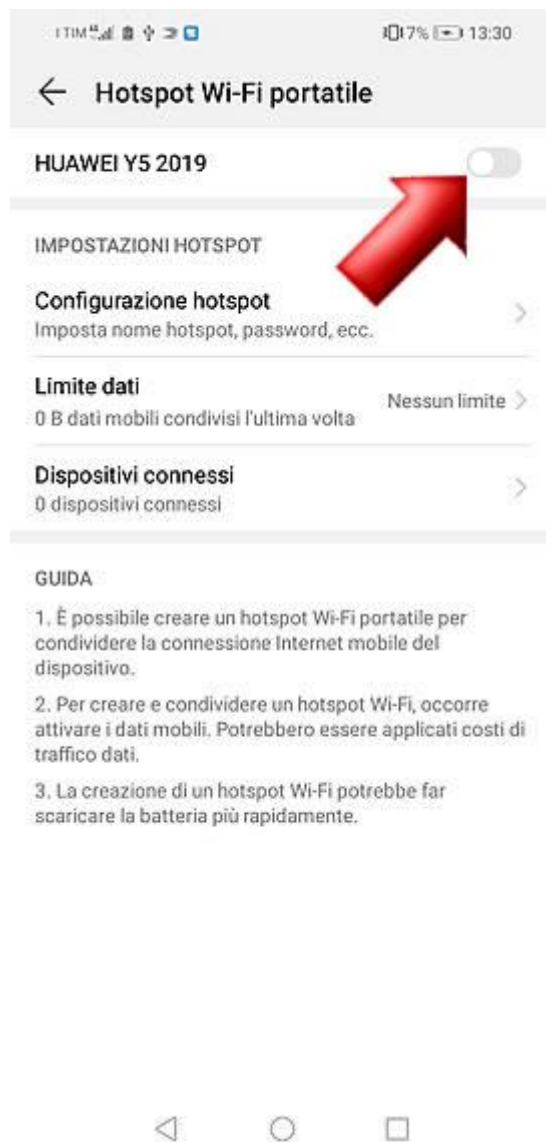 I TIM 7% 13:30
Hotspot Wi-Fi portatile
HUAWEI Y5 2019
IMPOSTAZIONI HOTSPOT
Configurazione hotspot
Imposta nome hotspot, password, ecc.
Limite dati
0 B dati mobili condivisi l'ultima volta
Nessun limite
Dispositivi connessi
0 dispositivi connessi
GUIDA
1. È possibile creare un hotspot Wi-Fi portatile per
condividere la connessione Internet mobile del
dispositivo.
2. Per creare e condividere un hotspot Wi-Fi, occorre
attivare i dati mobili. Potrebbero essere applicati costi di
traffico dati.
3. La creazione di un hotspot Wi-Fi potrebbe far
scaricare la batteria più rapidamente.